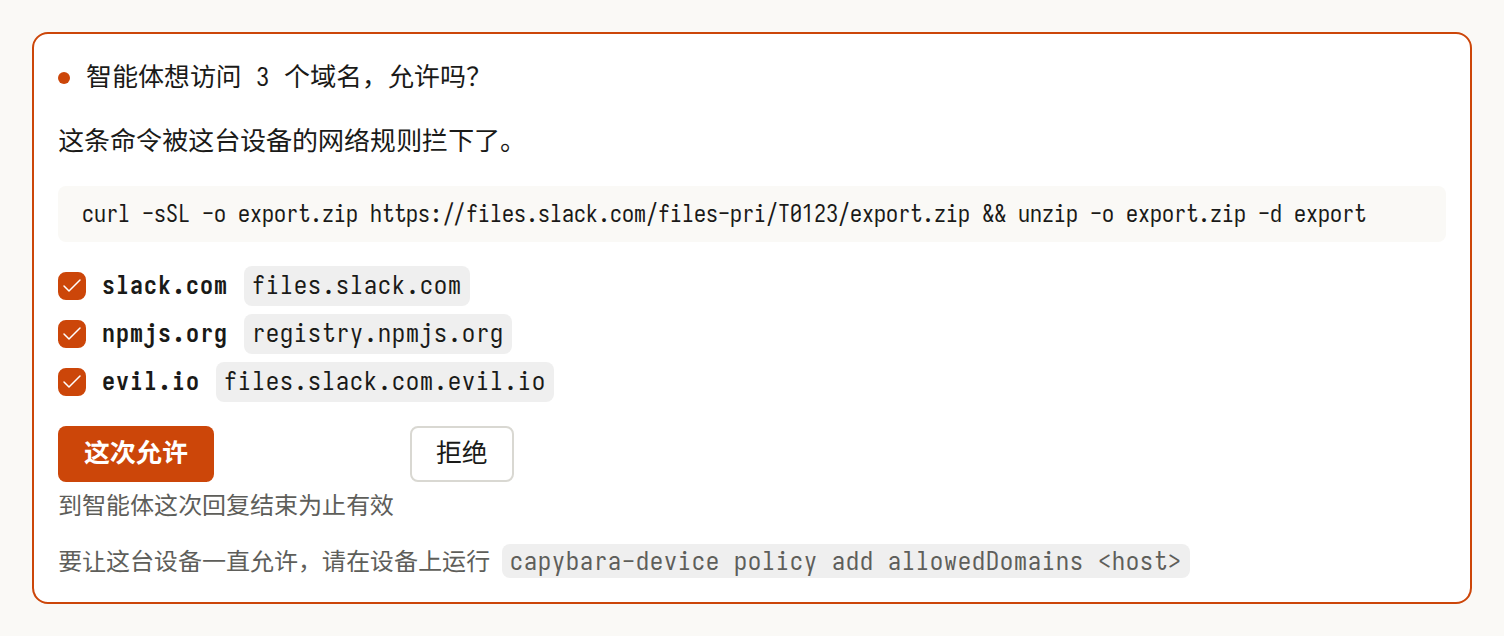 智能体想访问 3 个域名，允许吗？
这条命令被这台设备的网络规则拦下了。
curl -sSL -o export.zip https://files.slack.com/files-pri/T0123/export.zip && unzip -o export.zip -d export
slack.com files.slack.com
npmjs.org registry.npmjs.org
evil.io files.slack.com.evil.io
这次允许 拒绝
到智能体这次回复结束为止有效
要让这台设备一直允许，请在设备上运行 capybara-device policy add allowedDomains <host>